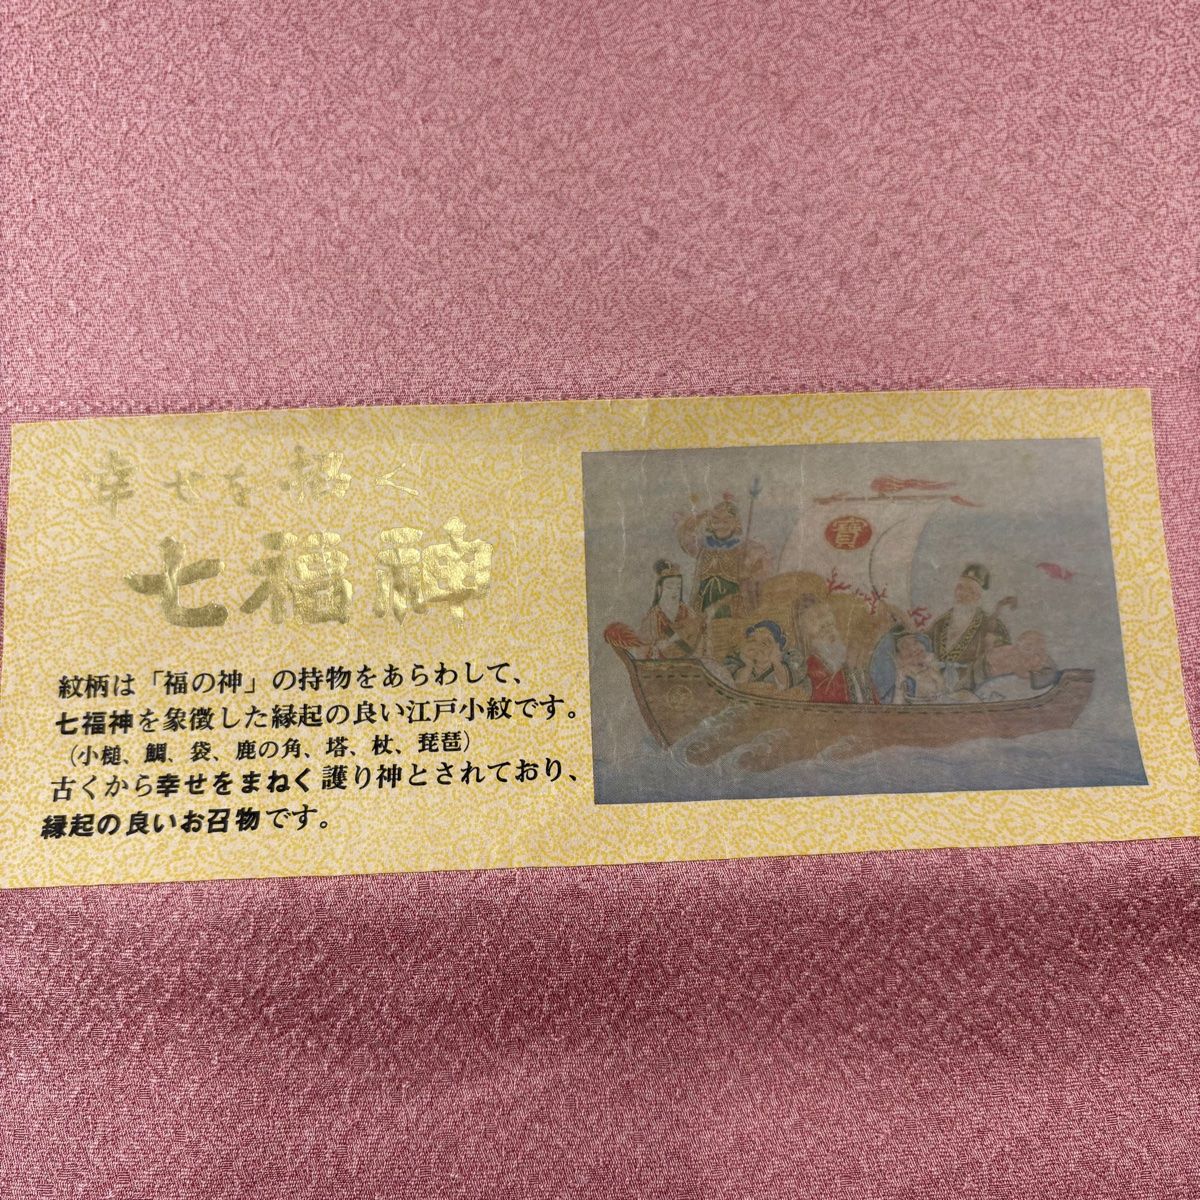 幸せを招く
七福神
紋柄は「福の神」の持物をあらわして、
七福神を象徴した縁起の良い江戸小紋です。
（小槌、鯛、袋、鹿の角、塔、杖、琵琶）
古くから幸せをまねく護り神とされており、
縁起の良いお召物です。
寶